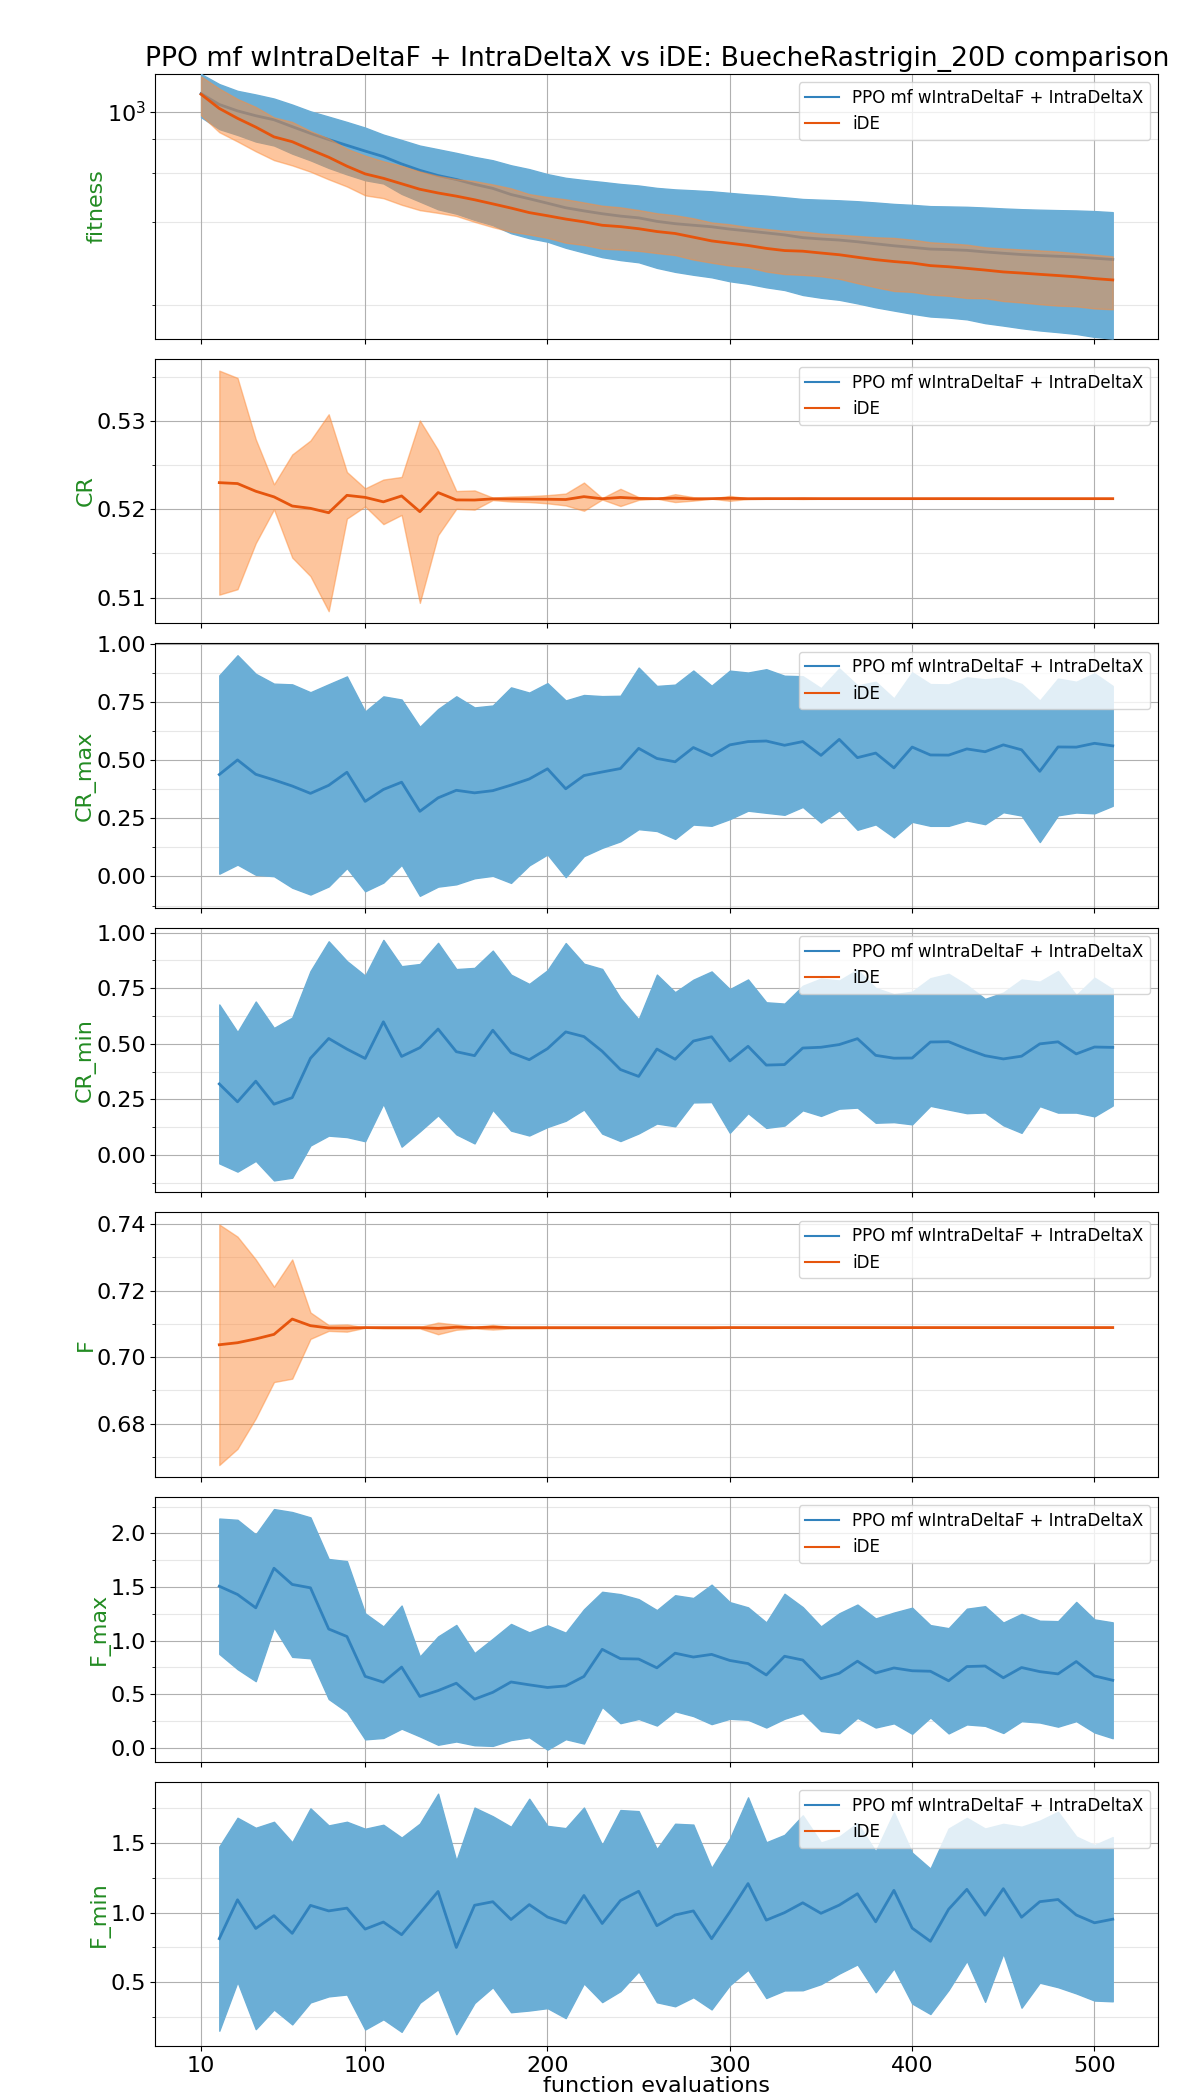 PPO mf wIntraDeltaF + IntraDeltaX vs iDE: BuecheRastrigin_20D comparison
10^3
fitness
PPO mf wIntraDeltaF + IntraDeltaX
iDE
0.53
0.52
0.51
CR
PPO mf wIntraDeltaF + IntraDeltaX
iDE
1.00
0.75
0.50
0.25
0.00
CR_max
PPO mf wIntraDeltaF + IntraDeltaX
iDE
1.00
0.75
0.50
0.25
0.00
CR_min
PPO mf wIntraDeltaF + IntraDeltaX
iDE
0.74
0.72
0.70
0.68
F
PPO mf wIntraDeltaF + IntraDeltaX
iDE
2.0
1.5
1.0
0.5
0.0
F_max
PPO mf wIntraDeltaF + IntraDeltaX
iDE
1.5
1.0
0.5
F_min
PPO mf wIntraDeltaF + IntraDeltaX
iDE
10 100 200 300 400 500
function evaluations